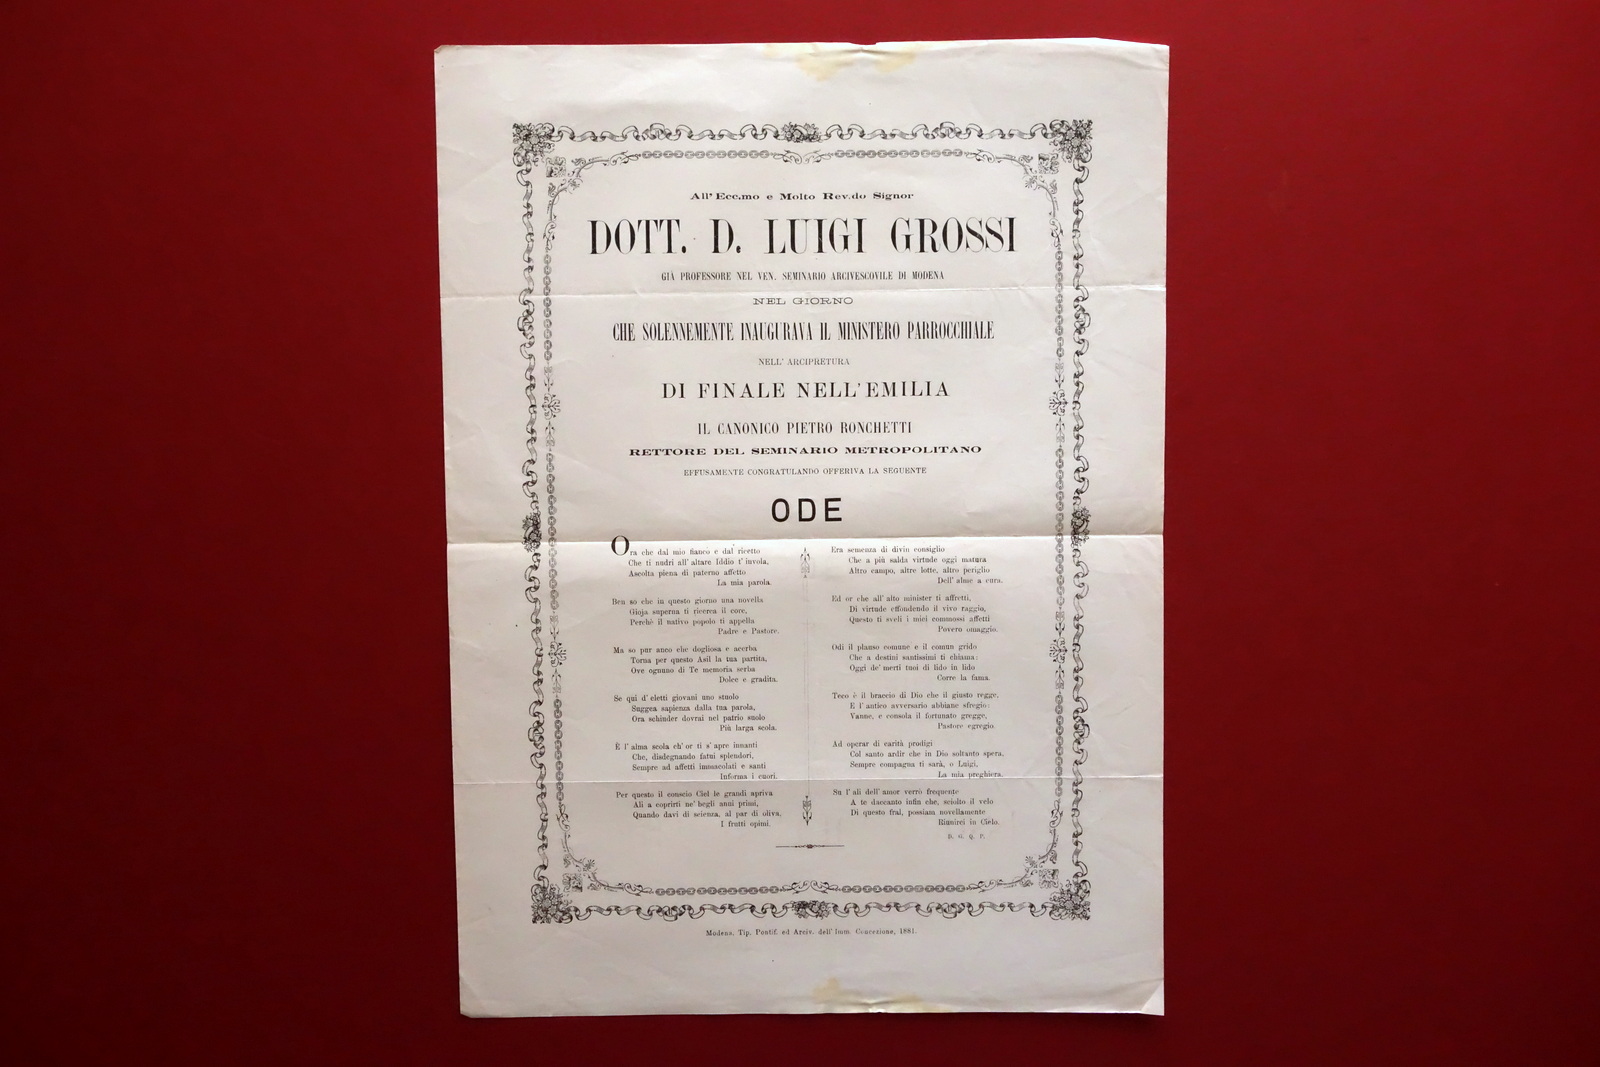 All' Ecc.mo e Molto Rev.do Signor
DOTT. D. LUIGI GROSSI
GIÀ PROFESSORE NEL VEN. SEMINARIO ARCIVESCOVILE DI MODENA
NEL GIORNO
CHE SOLENNEMENTE INAUGURAVA IL MINISTERO PARROCCHIALE
NELL' ARCIPRETURA
DI FINALE NELL'EMILIA
IL CANONICO PIETRO RONCHETTI
RETTORE DEL SEMINARIO METROPOLITANO
EFFUSAMENTE CONGRATULANDO OFFERIVA LA SEGUENTE
ODE
Ora che dal mio fianco e dal ricetto
Che ti nudrì all' altare Iddio t' invola,
Ascolta piena di paterno affetto
La mia parola.
Ben so che in questo giorno una novella
Gioja superna ti ricerca il core,
Perchè il nativo popolo ti appella
Padre e Pastore.
Ma so pur anco che dogliosa e acerba
Torna per questo Asil la tua partita,
Ove ognuno di Te memoria serba
Dolce e gradita.
Se qui d' eletti giovani uno stuolo
Suggea sapienza dalla tua parola,
Ora schiuder dovrai nel patrio suolo
Più larga scola.
È l' alma scola ch' or ti s' apre innanti
Che, disdegnando fatui splendori,
Sempre ad affetti immacolati e santi
Informa i cuori.
Per questo il conscio Ciel le grandi apriva
Ali a coprirti ne' begli anni primi,
Quando davi di scienza, al par di oliva,
I frutti opimi.
Era semenza di divin consiglio
Che a più salda virtude oggi matura
Altro campo, altre lotte, altro periglio
Dell' alme a cura.
Ed or che all' alto minister ti affretti,
Di virtude effondendo il vivo raggio,
Questo ti sveli i miei commossi affetti
Povero omaggio.
Odi il plauso comune e il comun grido
Che a destini santissimi ti chiama:
Oggi de' merti tuoi di lido in lido
Corre la fama.
Teco è il braccio di Dio che il giusto regge,
E l' antico avversario abbiane sfregio:
Vanne, e consola il fortunato gregge,
Pastore egregio.
Ad operar di carità prodigi
Col santo ardir che in Dio soltanto spera,
Sempre compagna ti sarà, o Luigi,
La mia preghiera.
Su l' ali dell' amor verrò frequente
A te daccanto infin che, sciolto il velo
Di questo fral, possiam novellamente
Riunirci in Cielo.
D. G. Q. P.
Modena, Tip. Pontif. ed Arciv. dell' Imm. Concezione, 1881.